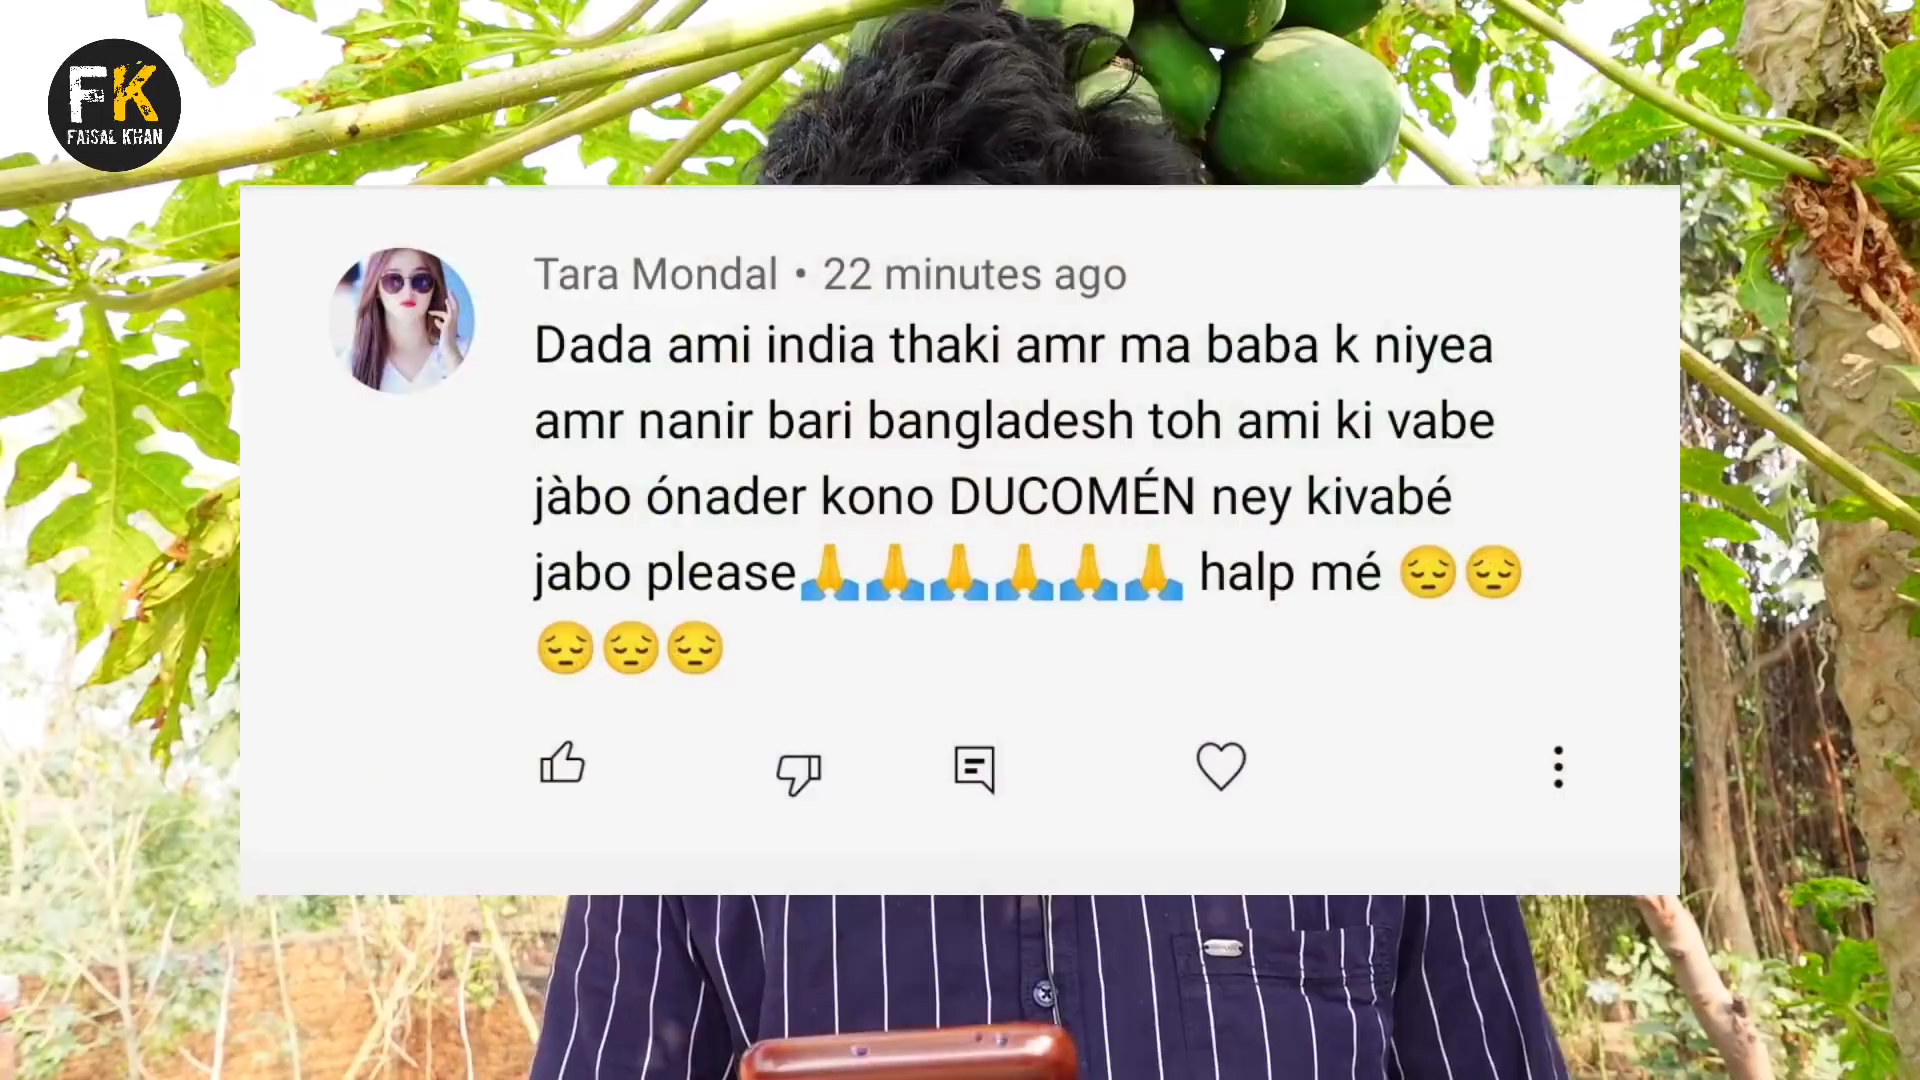 FK
FAISAL KHAN
Tara Mondal • 22 minutes ago
Dada ami india thaki amr ma baba k niyea
amr nanir bari bangladesh toh ami ki vabe
jàbo ónader kono DUCOMÉN ney kivabé
jabo please🙏🙏🙏🙏🙏🙏 halp mé 😔😔
😔😔😔